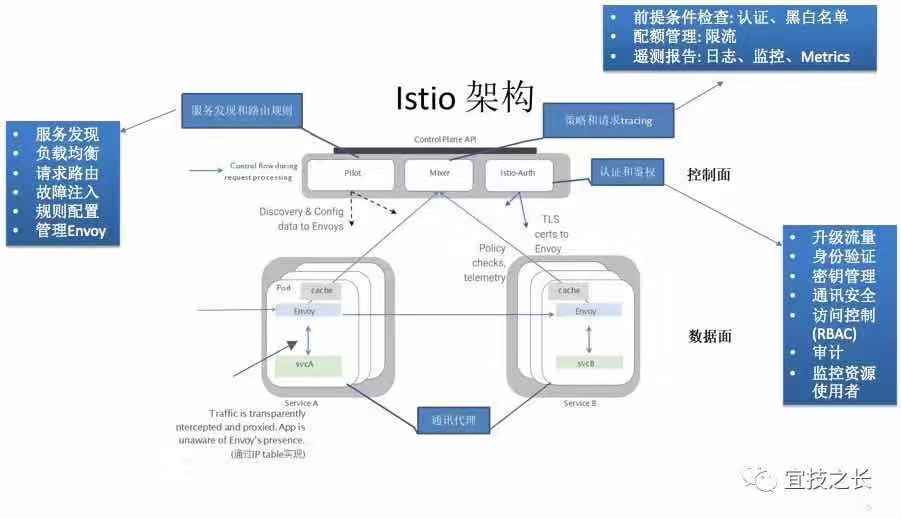 前提条件检查: 认证、黑白名单
配额管理: 限流
遥测报告: 日志、监控、Metrics
Istio 架构
服务发现和路由规则
策略和请求tracing
Control Plane API
服务发现
负载均衡
请求路由
故障注入
规则配置
管理Envoy
Control flow during
request processing
Pilot
Mixer
Istio-Auth
认证和鉴权
控制面
Discovery & Config
data to Envoys
TLS
certs to
Envoy
Policy
checks,
telemetry
升级流量
身份验证
密钥管理
通讯安全
访问控制
(RBAC)
审计
监控资源
使用者
Pod
cache
Envoy
svcA
Service A
cache
Envoy
svcB
Service B
数据面
通讯代理
Traffic is transparently
ntercepted and proxied. App is
unaware of Envoy's presence.
(通过IP table实现)
宜技之长